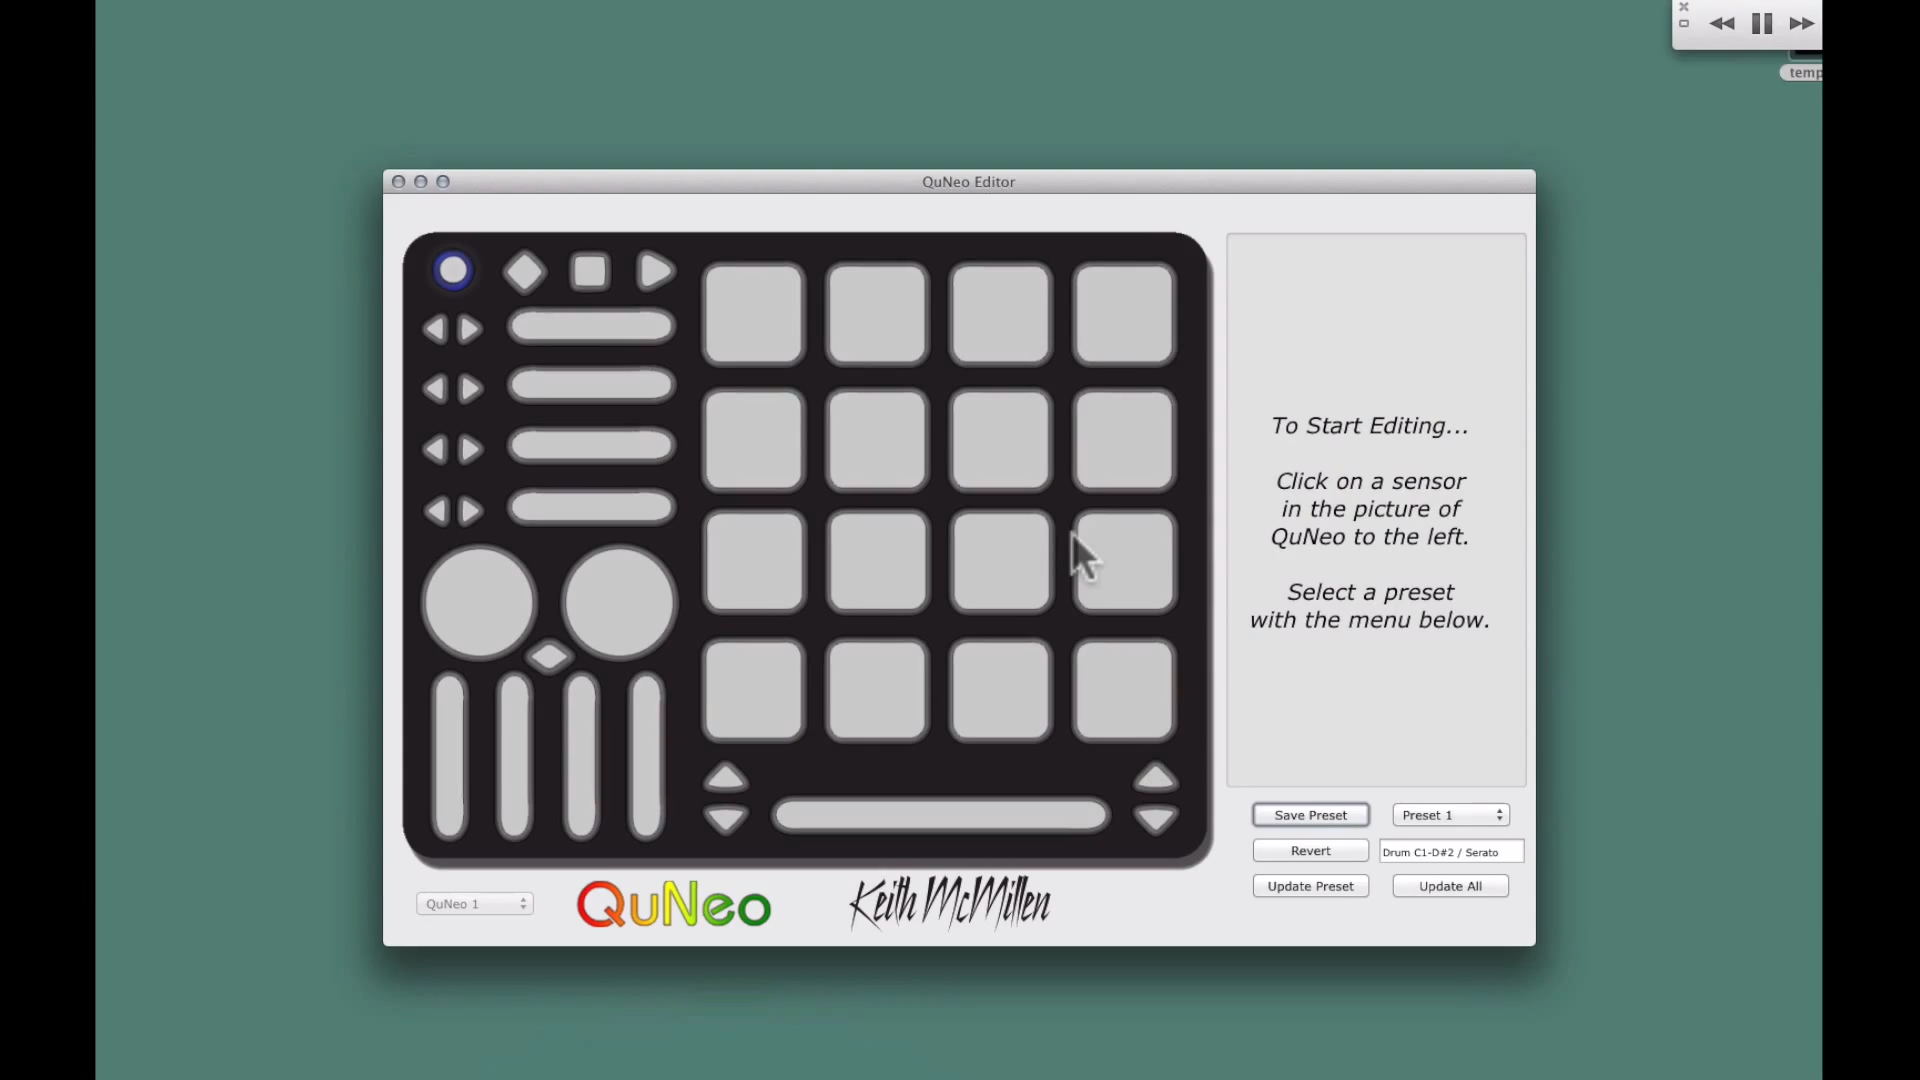 temp
QuNeo Editor
To Start Editing...
Click on a sensor
in the picture of
QuNeo to the left.
Select a preset
with the menu below.
Save Preset
Preset 1
Revert
Drum C1-D#2 / Serato
Update Preset
Update All
QuNeo 1
QuNeo
Keith McMillen